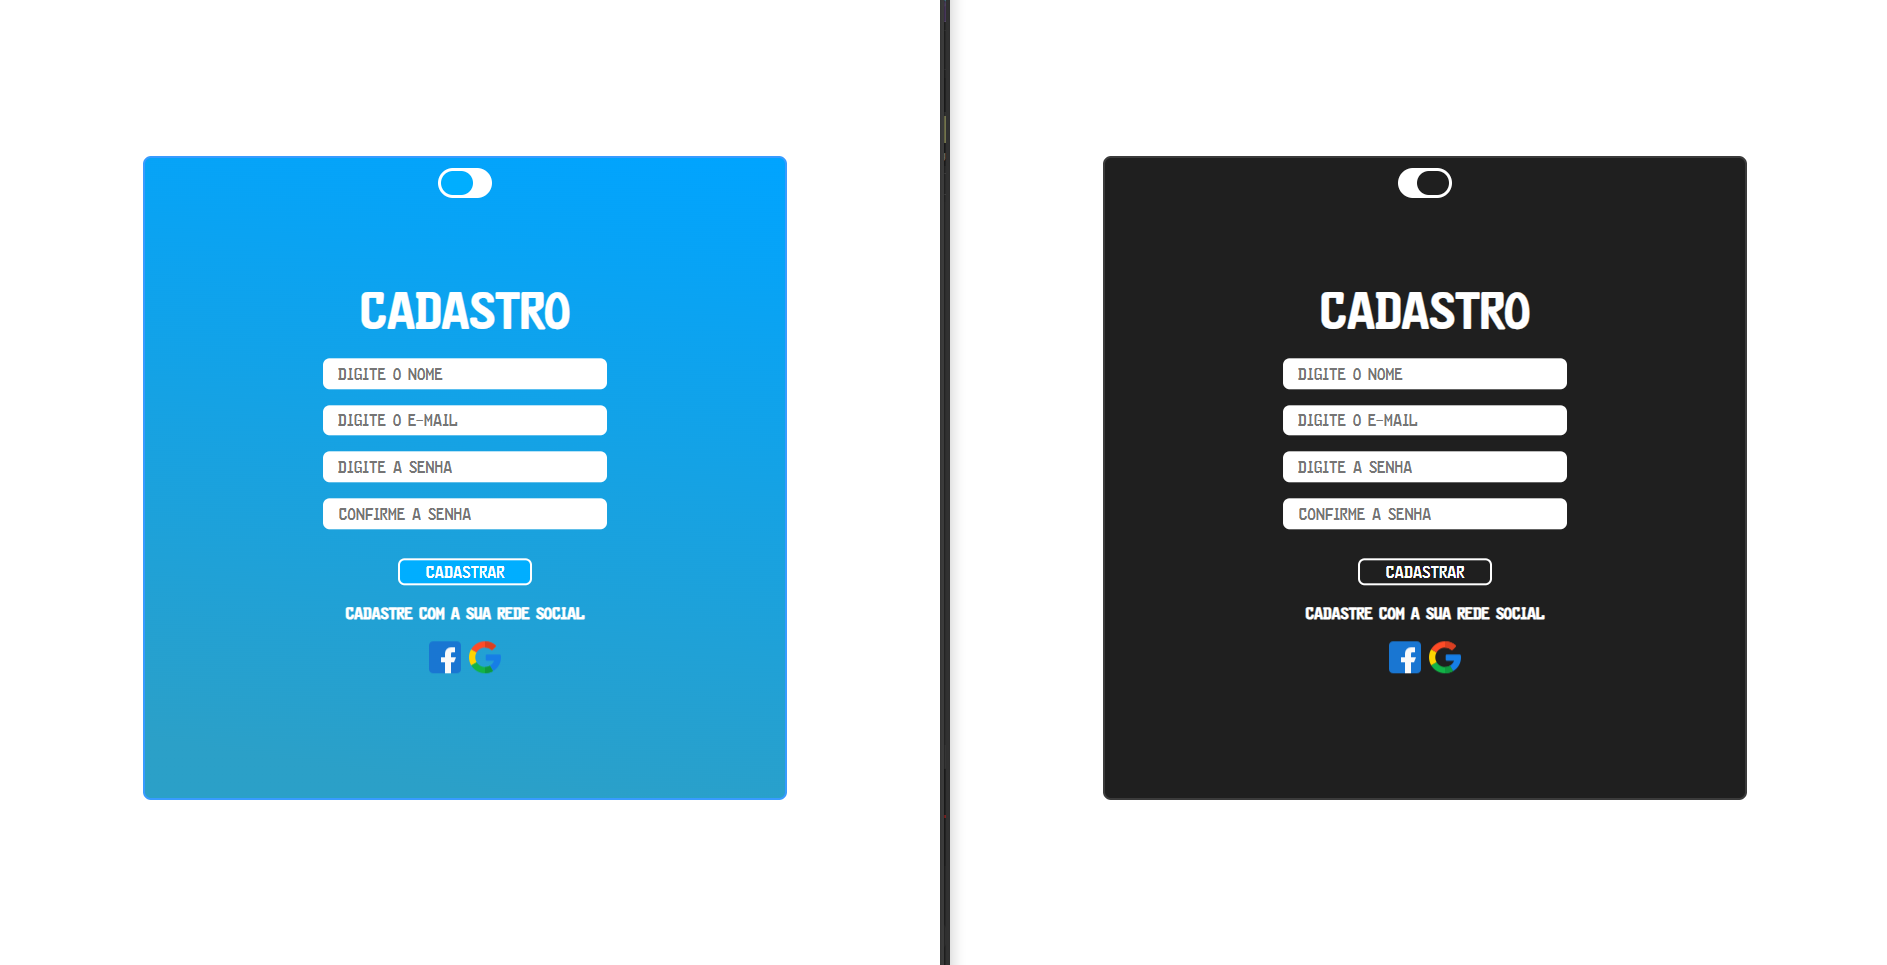 CADASTRO
DIGITE O NOME
DIGITE O E-MAIL
DIGITE A SENHA
CONFIRME A SENHA
CADASTRAR
CADASTRE COM A SUA REDE SOCIAL
CADASTRO
DIGITE O NOME
DIGITE O E-MAIL
DIGITE A SENHA
CONFIRME A SENHA
CADASTRAR
CADASTRE COM A SUA REDE SOCIAL